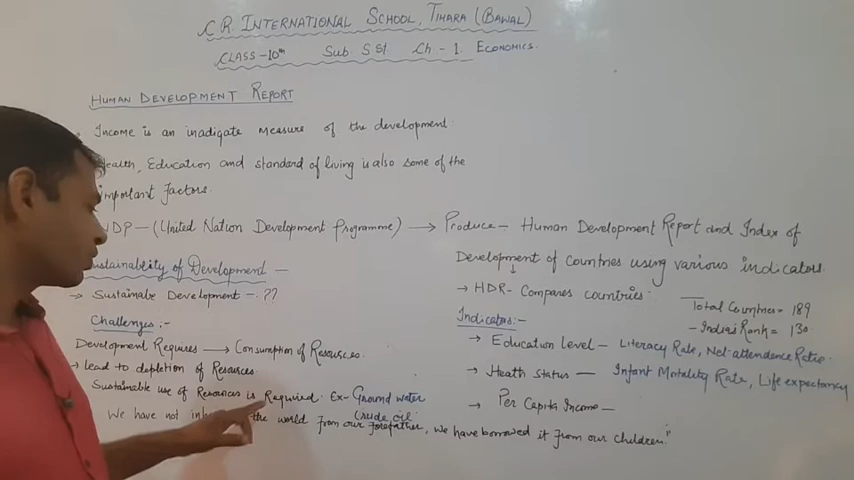 C.R. INTERNATIONAL SCHOOL, TIHARA (BAWAL)
CLASS-10th Sub. S St Ch - 1 ECONOMICS.
HUMAN DEVELOPMENT REPORT
Income is an inadigate measure of the development.
Health, Education and standard of living is also some of the
important factors.
NDP - (United Nation Development Programme) → Produce - Human Development Report and Index of
Development of Countries using various indicators.
→ HDR - Compares countries.
Total Countries = 189
- India's Rank = 130
Sustainability of Development -
→ Sustainabe Development - ??
Challenges :-
Development Requires → Consumption of Resources.
→ lead to depletion of Resources.
Sustainable use of Resources is Required. Ex - Ground water
Crude oil.
We have not the world from our forefather, we have borrowed it from our children"
Indicators :-
→ Education level - Literacy Rate, Net-attendence Ratio.
→ Heath Status - Infant Mortality Rate, Life expectancy
→ Per Capita Income -